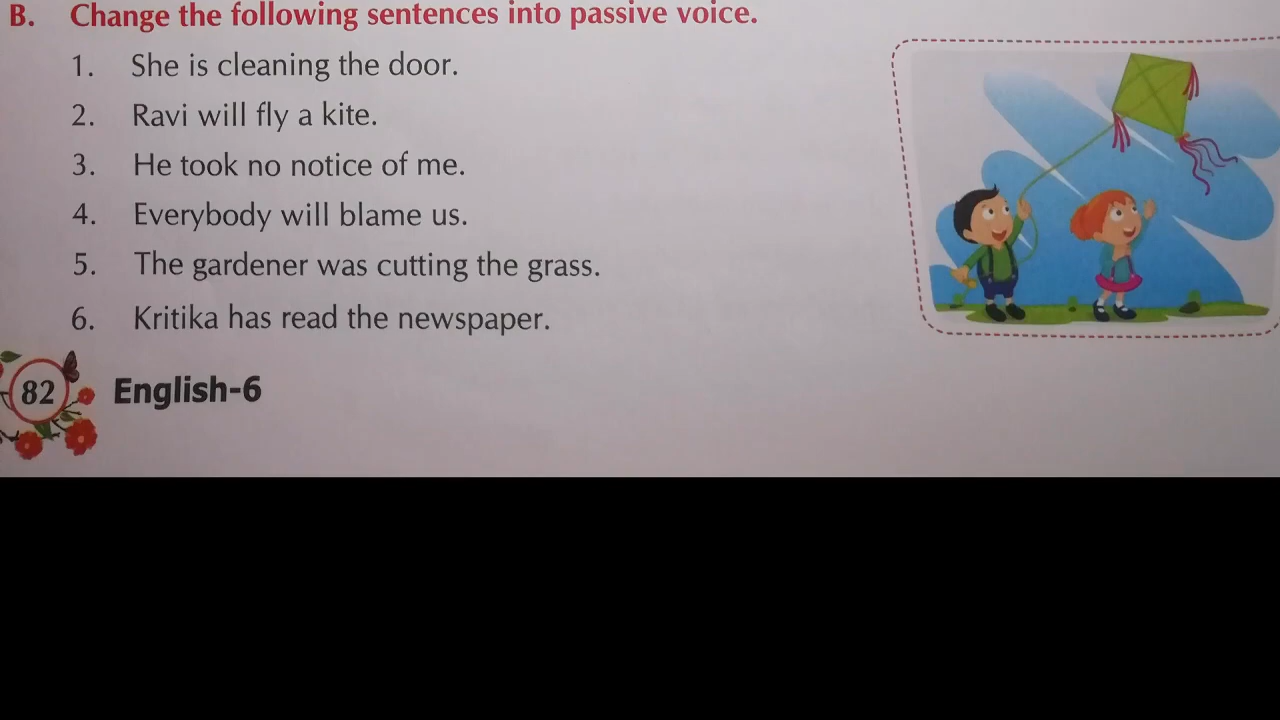 B. Change the following sentences into passive voice.
1. She is cleaning the door.
2. Ravi will fly a kite.
3. He took no notice of me.
4. Everybody will blame us.
5. The gardener was cutting the grass.
6. Kritika has read the newspaper.
82 English-6